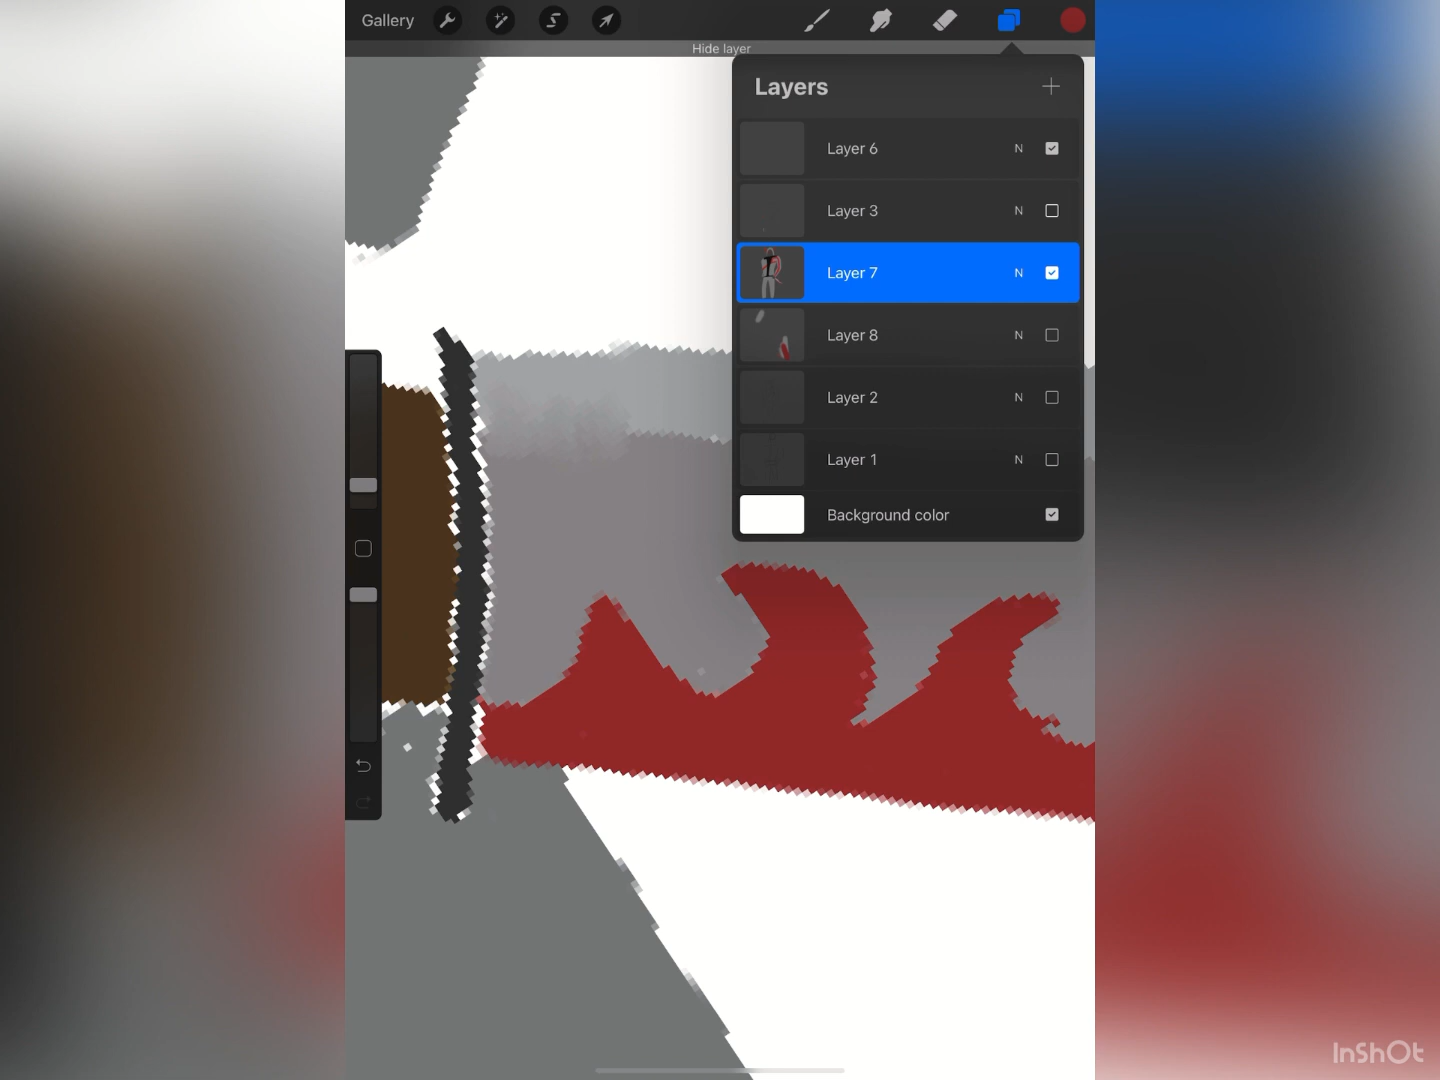 Gallery
Hide layer
Layers
Layer 6 N
Layer 3 N
Layer 7 N
Layer 8 N
Layer 2 N
Layer 1 N
Background color
InShOt